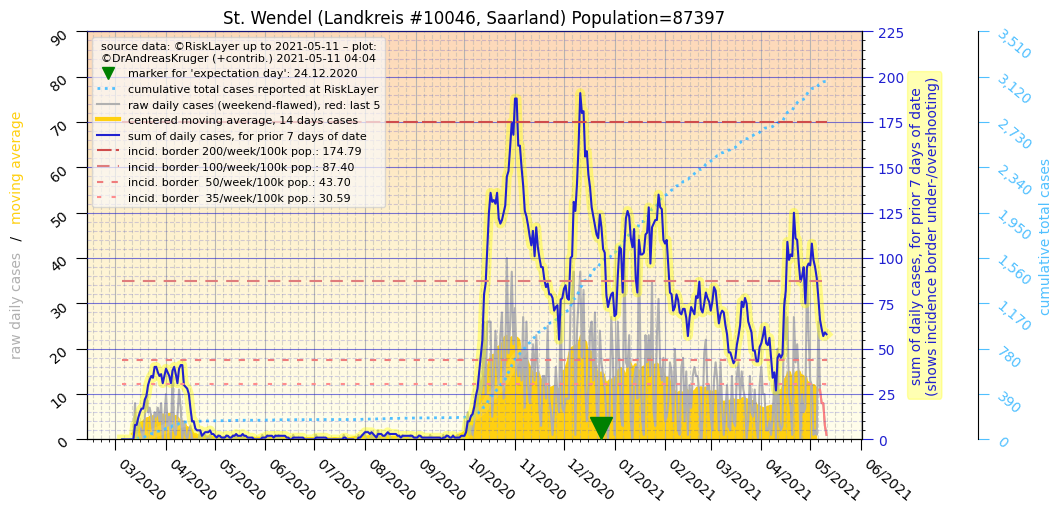 St. Wendel (Landkreis #10046, Saarland) Population=87397
source data: ©RiskLayer up to 2021-05-11 – plot:
©DrAndreasKruger (+contrib.) 2021-05-11 04:04
marker for 'expectation day': 24.12.2020
cumulative total cases reported at RiskLayer
raw daily cases (weekend-flawed), red: last 5
centered moving average, 14 days cases
sum of daily cases, for prior 7 days of date
incid. border 200/week/100k pop.: 174.79
incid. border 100/week/100k pop.: 87.40
incid. border  50/week/100k pop.: 43.70
incid. border  35/week/100k pop.: 30.59
raw daily cases / moving average
90
80
70
60
50
40
30
20
10
0
225
200
175
150
125
100
75
50
25
0
sum of daily cases, for prior 7 days of date
(shows incidence border under-/overshooting)
3,510
3,120
2,730
2,340
1,950
1,560
1,170
780
390
0
cumulative total cases
03/2020
04/2020
05/2020
06/2020
07/2020
08/2020
09/2020
10/2020
11/2020
12/2020
01/2021
02/2021
03/2021
04/2021
05/2021
06/2021